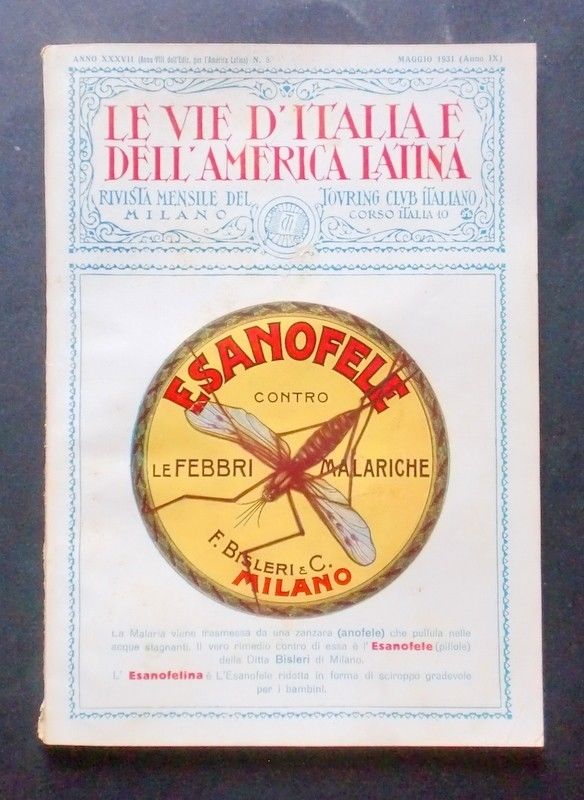 ANNO XXXVII (Anno VIII dell'Ediz. per l'America Latina) N. 5. MAGGIO 1931 (Anno IX)
LE VIE D'ITALIA E
DELL'AMERICA LATINA
RIVISTA MENSILE DEL TOVRING CLVB ITALIANO
MILANO CORSO ITALIA 10
ESANOFELE
CONTRO
LE FEBBRI MALARICHE
F. BISLERI & C.
MILANO
La Malaria viene trasmessa da una zanzara (anofele) che pullula nelle
acque stagnanti. Il vero rimedio contro di essa è l'Esanofele (pillole)
della Ditta Bisleri di Milano.
L' Esanofelina è L'Esanofele ridotta in forma di sciroppo gradevole
per i bambini.